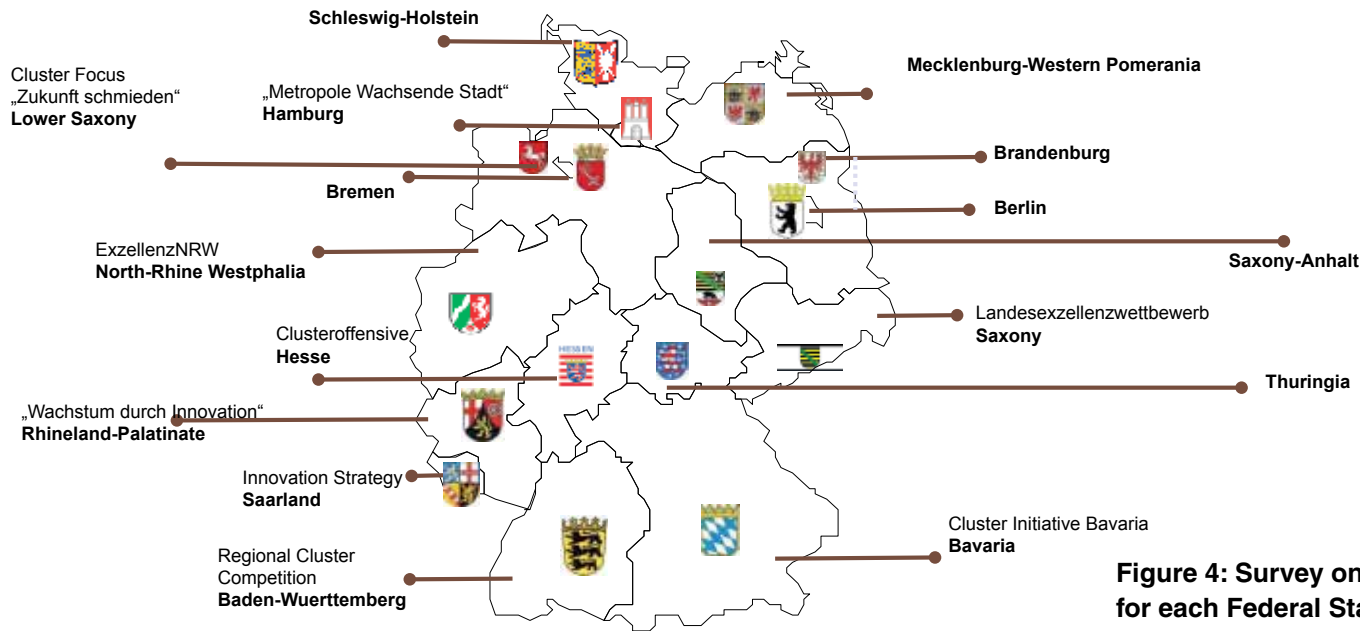 Schleswig-Holstein
Mecklenburg-Western Pomerania
Cluster Focus
„Zukunft schmieden“
Lower Saxony
„Metropole Wachsende Stadt“
Hamburg
Brandenburg
Bremen
Berlin
ExzellenzNRW
North-Rhine Westphalia
Saxony-Anhalt
Landesexzellenzwettbewerb
Saxony
Clusteroffensive
Hesse
HESSEN
Thuringia
„Wachstum durch Innovation“
Rhineland-Palatinate
Innovation Strategy
Saarland
Cluster Initiative Bavaria
Bavaria
Regional Cluster
Competition
Baden-Wuerttemberg
Figure 4: Survey on
for each Federal Sta